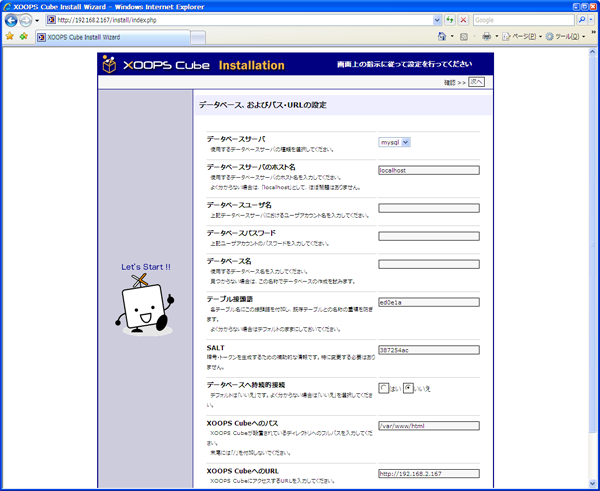 XOOPS Cube Install Wizard - Windows Internet Explorer
http://192.168.2.167/install/index.php
Google
XOOPS Cube Install Wizard
ページ(P)
ツール(O)
XOOPS Cube Installation
画面上の指示に従って設定を行ってください
確認 >> 次へ
データベース、およびパス・URLの設定
データベースサーバ
使用するデータベースサーバの種類を選択してください。
mysql
データベースサーバのホスト名
使用するデータベースサーバのホスト名を入力してください。
よく分からない場合は、「localhost」として、ほぼ問題はありません。
localhost
データベースユーザ名
上記データベースサーバにおけるユーザアカウント名を入力してください。
データベースパスワード
上記ユーザアカウントのパスワードを入力してください。
データベース名
使用するデータベース名を入力してください。
見つからない場合は、この名称でデータベースの作成を試みます。
Let's Start !!
テーブル接頭語
各テーブル名にこの接頭語を付加し、既存テーブルとの名称の重複を防ぎ
ます。
よく分からない場合はデフォルトのままにしておいてください。
ed0e1a
SALT
暗号・トークンを生成するための補助的な情報です。特に変更する必要はあり
ません。
387254ac
データベースへ持続的接続
デフォルトは「いいえ」です。よく分からない場合は「いいえ」を選択してくださ
い。
はい いいえ
XOOPS Cubeへのパス
XOOPS Cubeが設置されているディレクトリへのフルパスを入力してくださ
い。
末尾には「/」を付加しないでください。
/var/www/html
XOOPS CubeへのURL
XOOPS CubeにアクセスするURLを入力してください。
http://192.168.2.167